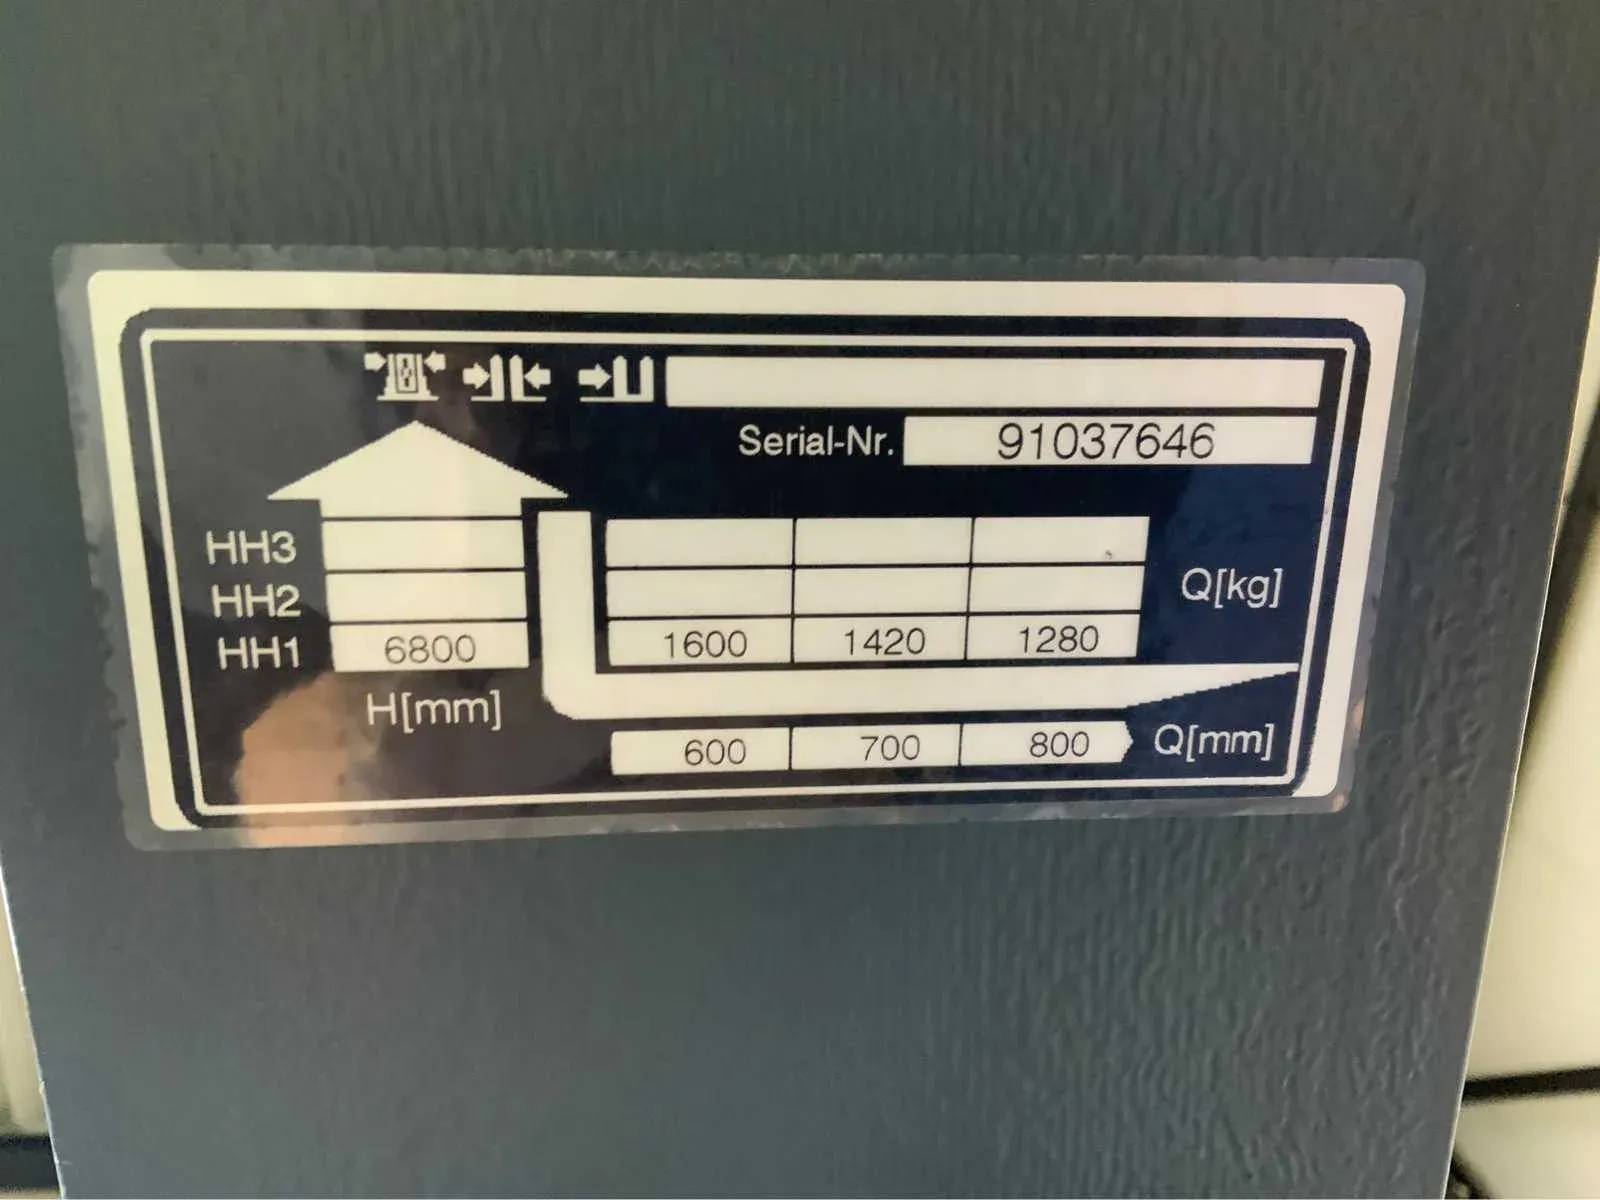 Serial-Nr. 91037646
HH3
HH2
HH1 6800 1600 1420 1280 Q[kg]
H[mm]
600 700 800 Q[mm]